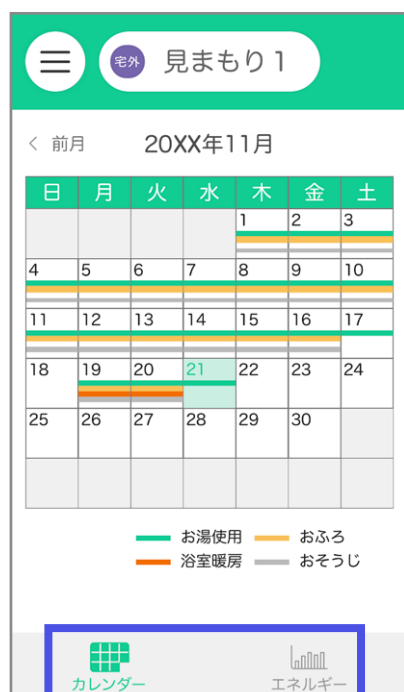 宅外 見まもり1
く 前月 20XX年11月
日 月 火 水 木 金 土
1 2 3
4 5 6 7 8 9 10
11 12 13 14 15 16 17
18 19 20 21 22 23 24
25 26 27 28 29 30
お湯使用 おふろ
浴室暖房 おそうじ
カレンダー エネルギー